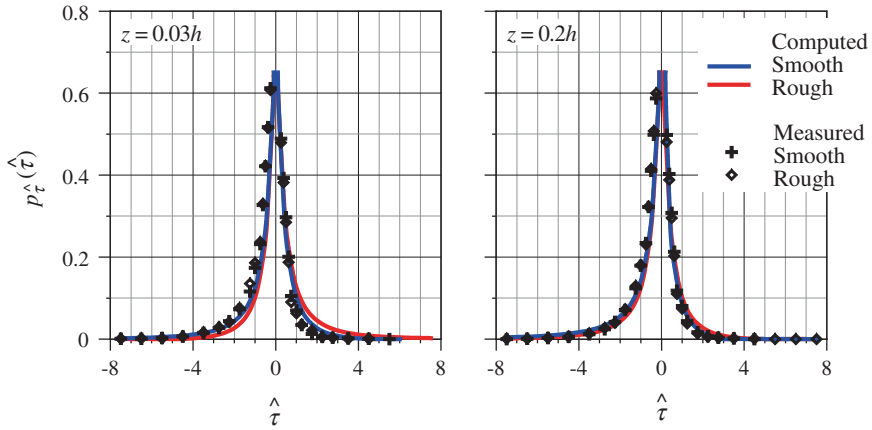 0.8
0.6
0.4
0.2
0
z = 0.03h
z = 0.2h
Computed
Smooth
Rough
Measured
Smooth
Rough
p_τ̂(τ̂)
-8 -4 0 4 8
-8 -4 0 4 8
τ̂
τ̂